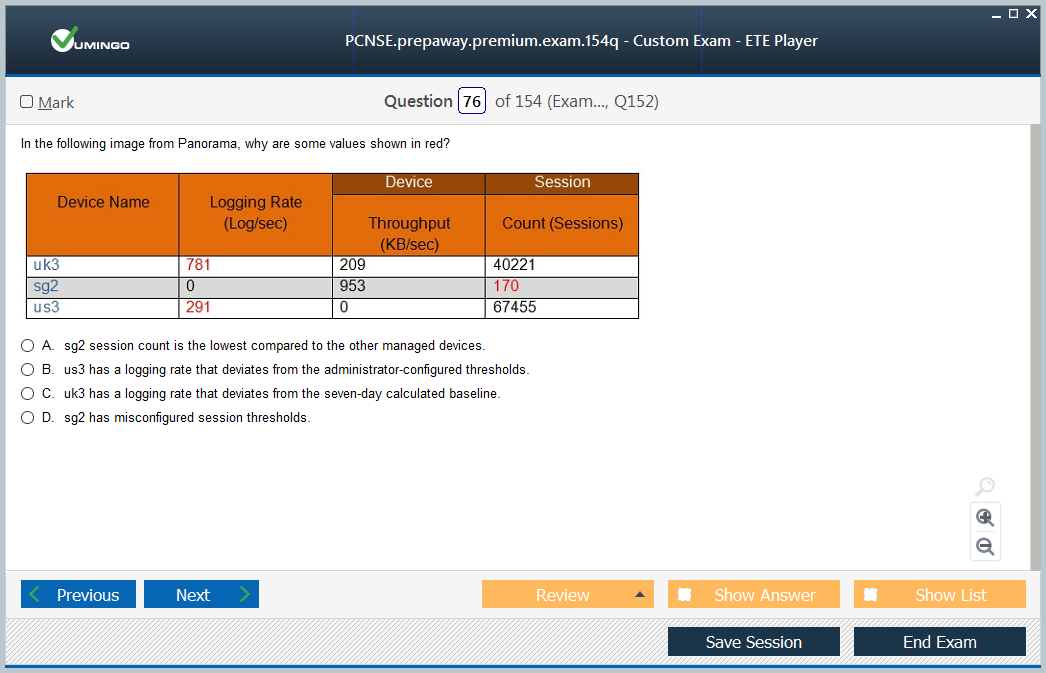 VUMINGO
PCNSE.prepaway.premium.exam.154q - Custom Exam - ETE Player
Mark
Question 76 of 154 (Exam..., Q152)
In the following image from Panorama, why are some values shown in red?
Device Session
Device Name Logging Rate (Log/sec) Throughput (KB/sec) Count (Sessions)
uk3 781 209 40221
sg2 0 953 170
us3 291 0 67455
A. sg2 session count is the lowest compared to the other managed devices.
B. us3 has a logging rate that deviates from the administrator-configured thresholds.
C. uk3 has a logging rate that deviates from the seven-day calculated baseline.
D. sg2 has misconfigured session thresholds.
Previous Next Review Show Answer Show List
Save Session End Exam